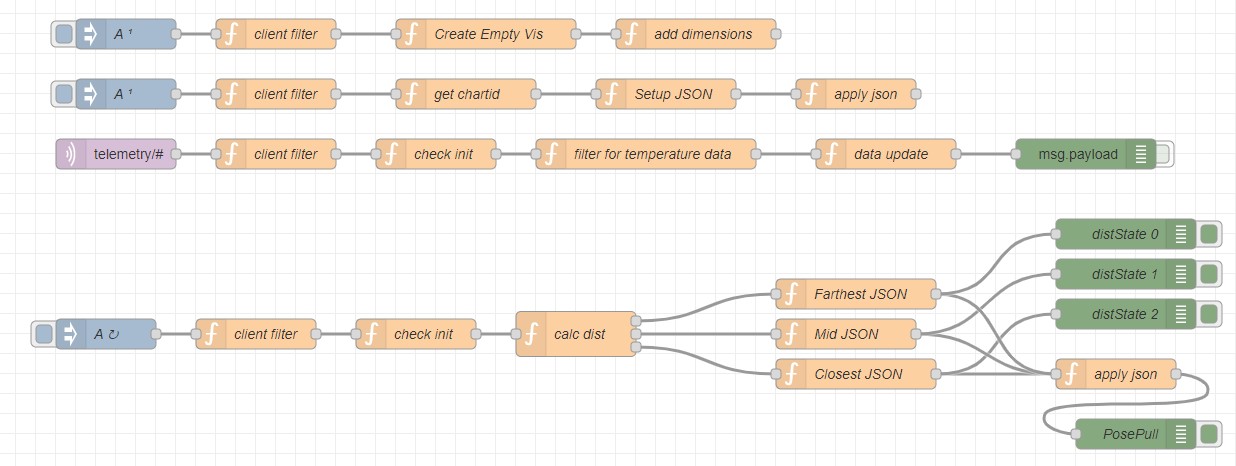 A ¹ client filter Create Empty Vis add dimensions
A ¹ client filter get chartid Setup JSON apply json
telemetry/# client filter check init filter for temperature data data update msg.payload
distState 0
distState 1
Farthest JSON
distState 2
A ↻ client filter check init calc dist Mid JSON
Closest JSON apply json
PosePull